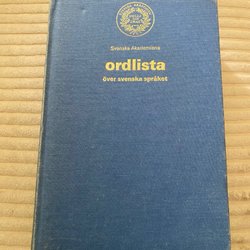 Svenska Akademiens
ordlista
över svenska språket